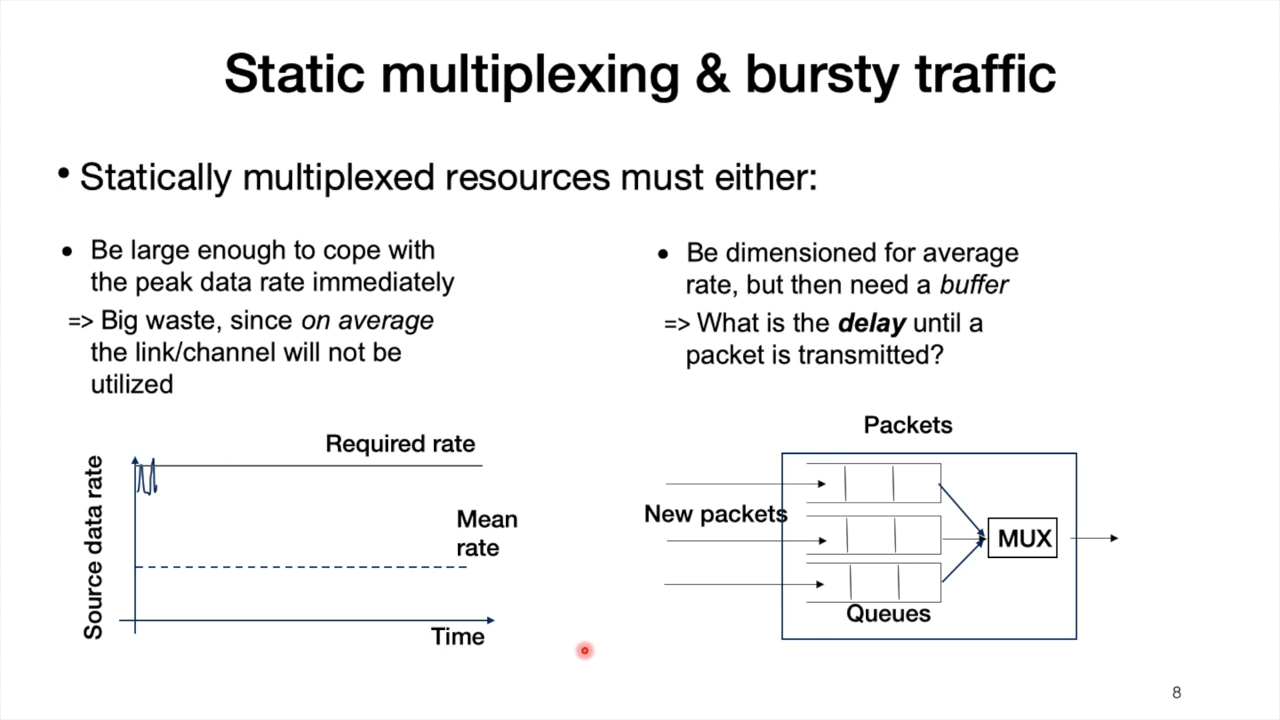 Static multiplexing & bursty traffic
• Statically multiplexed resources must either:
• Be large enough to cope with
the peak data rate immediately
=> Big waste, since on average
the link/channel will not be
utilized
• Be dimensioned for average
rate, but then need a buffer
=> What is the delay until a
packet is transmitted?
Source data rate
Required rate
Mean
rate
Time
Packets
New packets
MUX
Queues
8